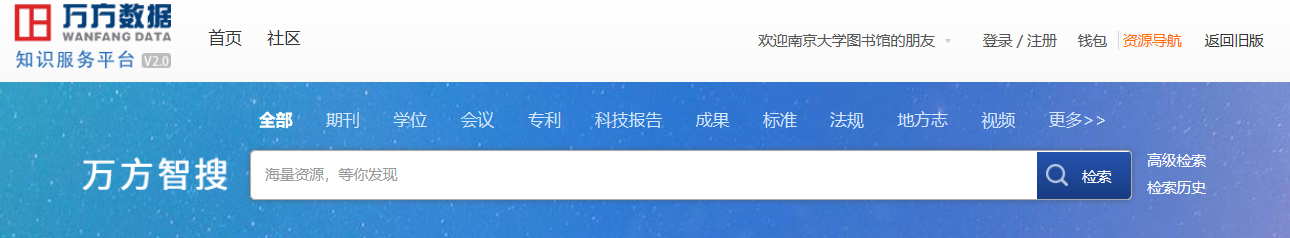 万方数据
WANFANG DATA
知识服务平台 V2.0
首页 社区
欢迎南京大学图书馆的朋友 登录 / 注册 钱包 资源导航 返回旧版
全部 期刊 学位 会议 专利 科技报告 成果 标准 法规 地方志 视频 更多>>
万方智搜
海量资源，等你发现
检索
高级检索
检索历史